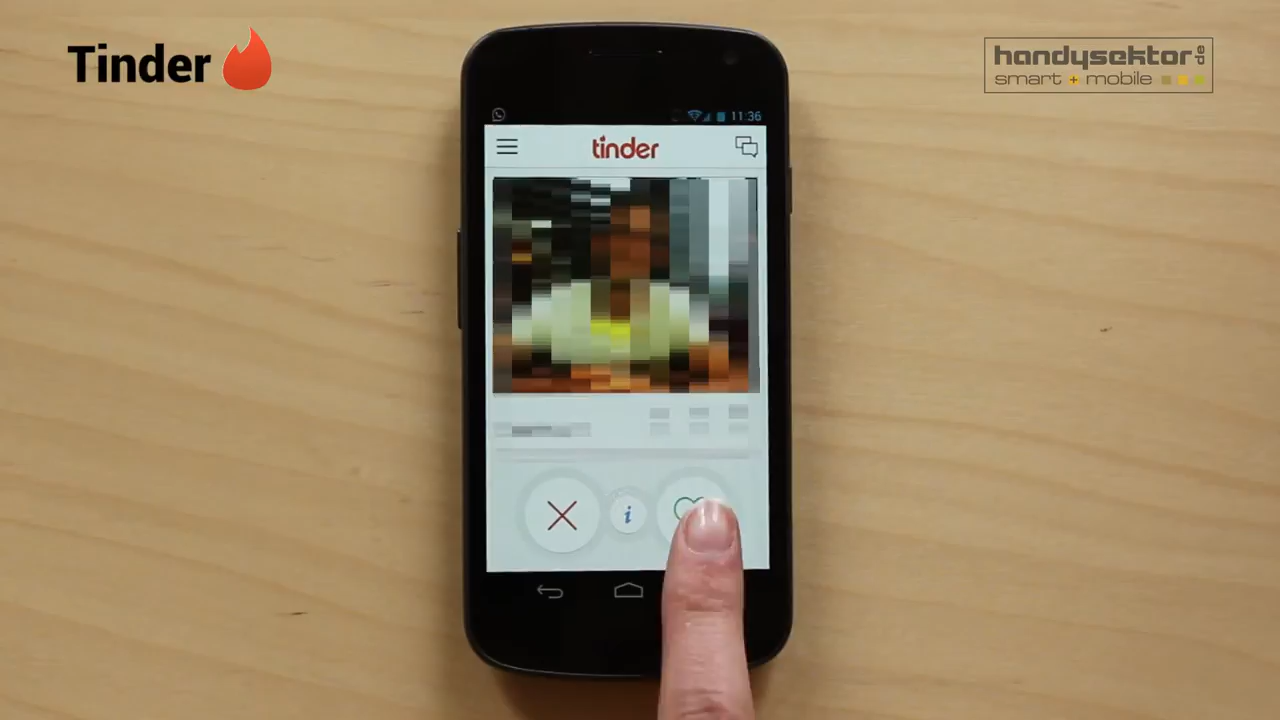 Tinder
handysektor.de
smart + mobile
11:36
tinder
i